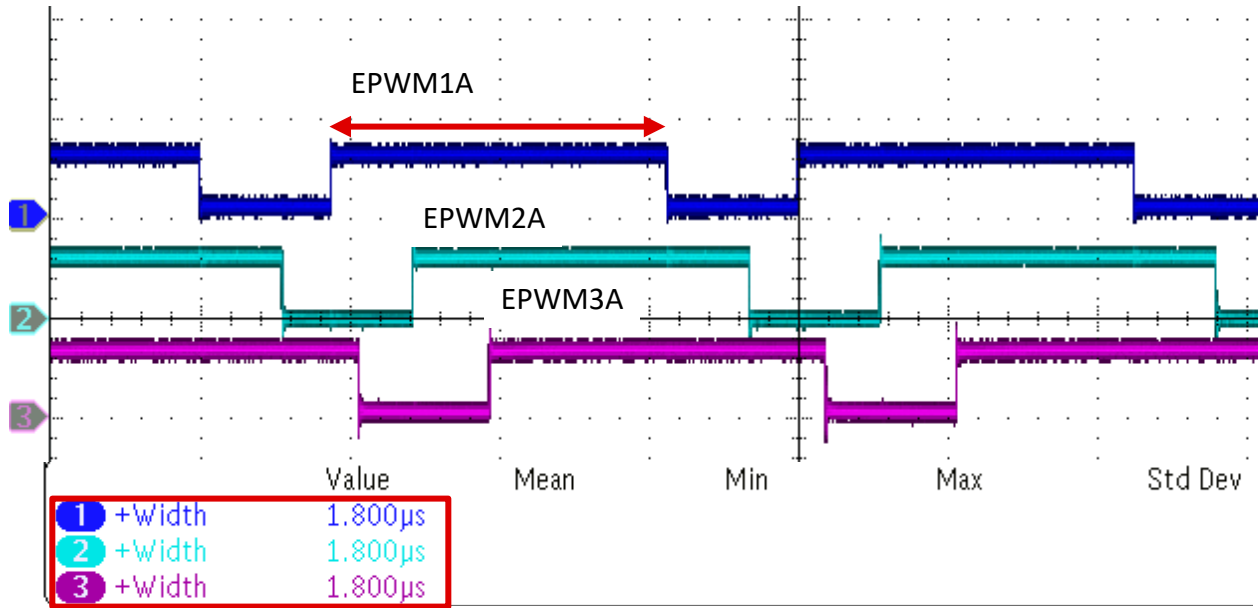 EPWM1A
1
EPWM2A
EPWM3A
2
3
Value Mean Min Max Std Dev
1 +Width 1.800µs
2 +Width 1.800µs
3 +Width 1.800µs